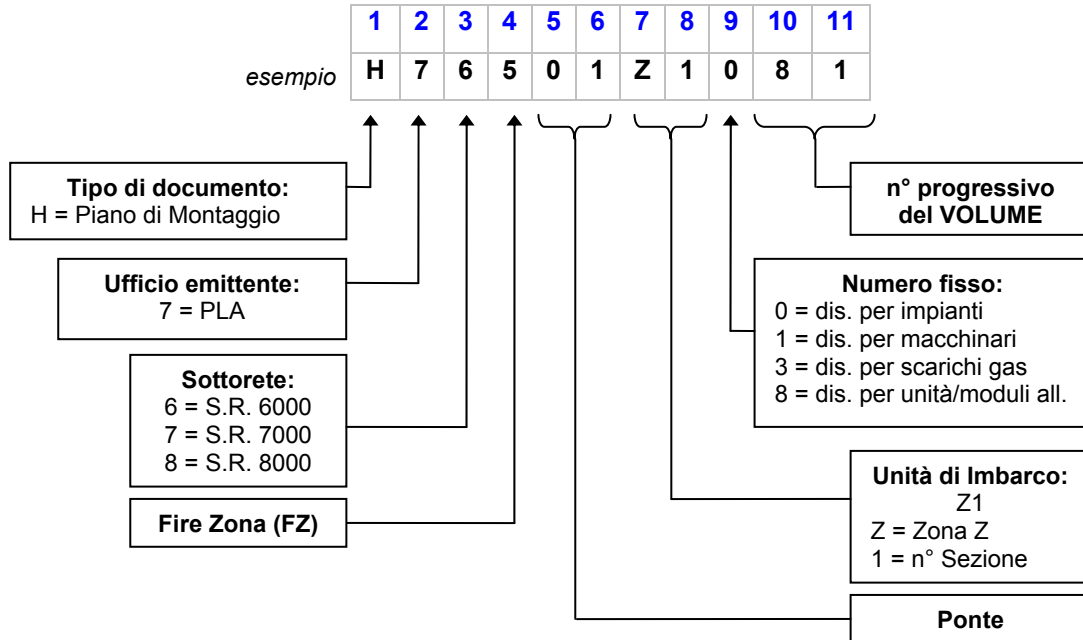 1 2 3 4 5 6 7 8 9 10 11
esempio H 7 6 5 0 1 Z 1 0 8 1
Tipo di documento:
H = Piano di Montaggio
Ufficio emittente:
7 = PLA
Sottorete:
6 = S.R. 6000
7 = S.R. 7000
8 = S.R. 8000
Fire Zona (FZ)
n° progressivo
del VOLUME
Numero fisso:
0 = dis. per impianti
1 = dis. per macchinari
3 = dis. per scarichi gas
8 = dis. per unità/moduli all.
Unità di Imbarco:
Z1
Z = Zona Z
1 = n° Sezione
Ponte